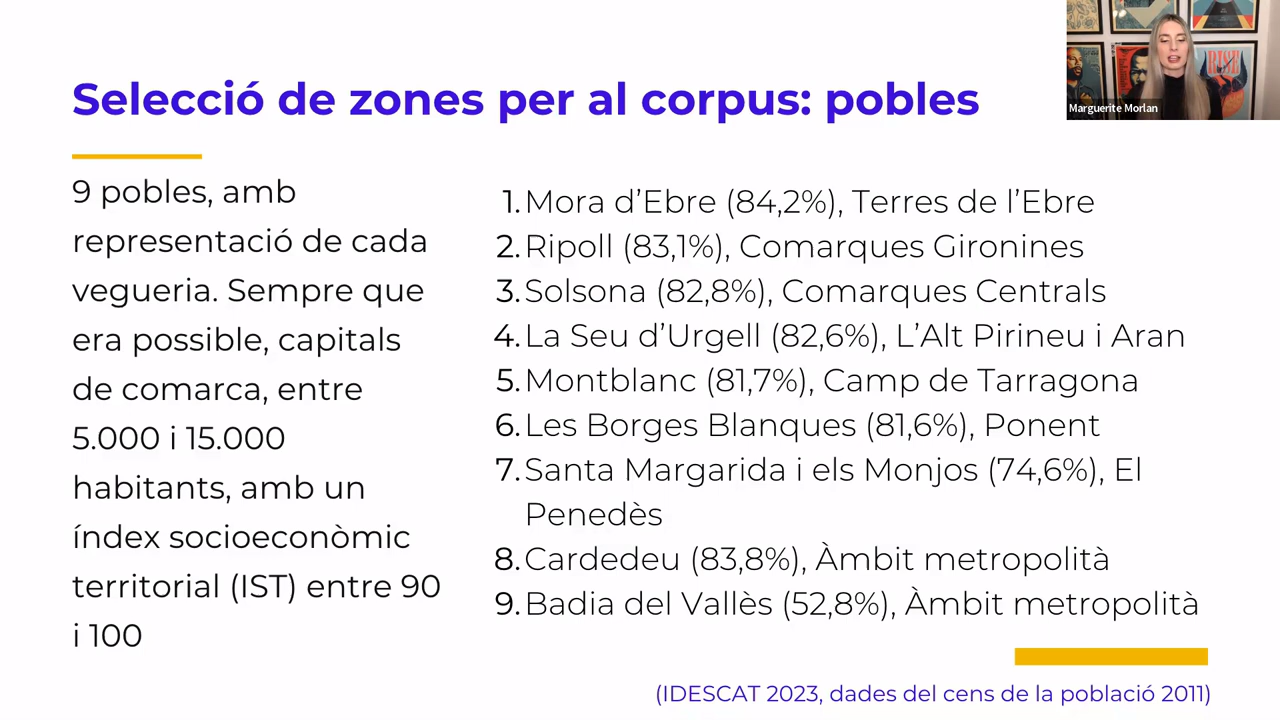 Selecció de zones per al corpus: pobles
9 pobles, amb
representació de cada
vegueria. Sempre que
era possible, capitals
de comarca, entre
5.000 i 15.000
habitants, amb un
índex socioeconòmic
territorial (IST) entre 90
i 100
1. Mora d’Ebre (84,2%), Terres de l’Ebre
2. Ripoll (83,1%), Comarques Gironines
3. Solsona (82,8%), Comarques Centrals
4. La Seu d’Urgell (82,6%), L’Alt Pirineu i Aran
5. Montblanc (81,7%), Camp de Tarragona
6. Les Borges Blanques (81,6%), Ponent
7. Santa Margarida i els Monjos (74,6%), El
Penedès
8. Cardedeu (83,8%), Àmbit metropolità
9. Badia del Vallès (52,8%), Àmbit metropolità
(IDESCAT 2023, dades del cens de la població 2011)
RISE
Marguerite Morlan